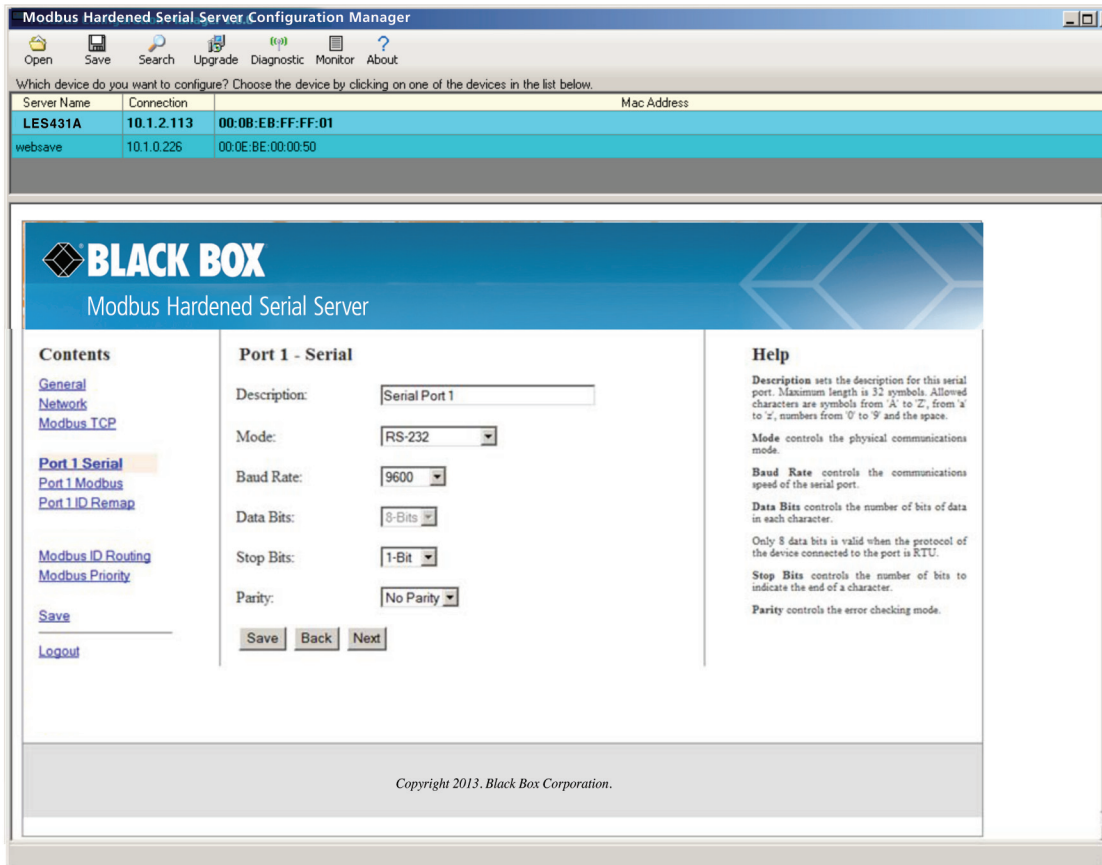 Modbus Hardened Serial Server Configuration Manager
Open Save Search Upgrade Diagnostic Monitor About
Which device do you want to configure? Choose the device by clicking on one of the devices in the list below.
Server Name Connection Mac Address
LES431A 10.1.2.113 00:0B:EB:FF:FF:01
websave 10.1.0.226 00:0E:BE:00:00:50
BLACK BOX
Modbus Hardened Serial Server
Contents
General
Network
Modbus TCP
Port 1 Serial
Port 1 Modbus
Port 1 ID Remap
Modbus ID Routing
Modbus Priority
Save
Logout
Port 1 - Serial
Description: Serial Port 1
Mode: RS-232
Baud Rate: 9600
Data Bits: 8-Bits
Stop Bits: 1-Bit
Parity: No Parity
Save Back Next
Help
Description sets the description for this serial
port. Maximum length is 32 symbols. Allowed
characters are symbols from 'A' to 'Z', from 'a'
to 'z', numbers from '0' to '9' and the space.
Mode controls the physical communications
mode.
Baud Rate controls the communications
speed of the serial port.
Data Bits controls the number of bits of data
in each character.
Only 8 data bits is valid when the protocol of
the device connected to the port is RTU.
Stop Bits controls the number of bits to
indicate the end of a character.
Parity controls the error checking mode.
Copyright 2013. Black Box Corporation.